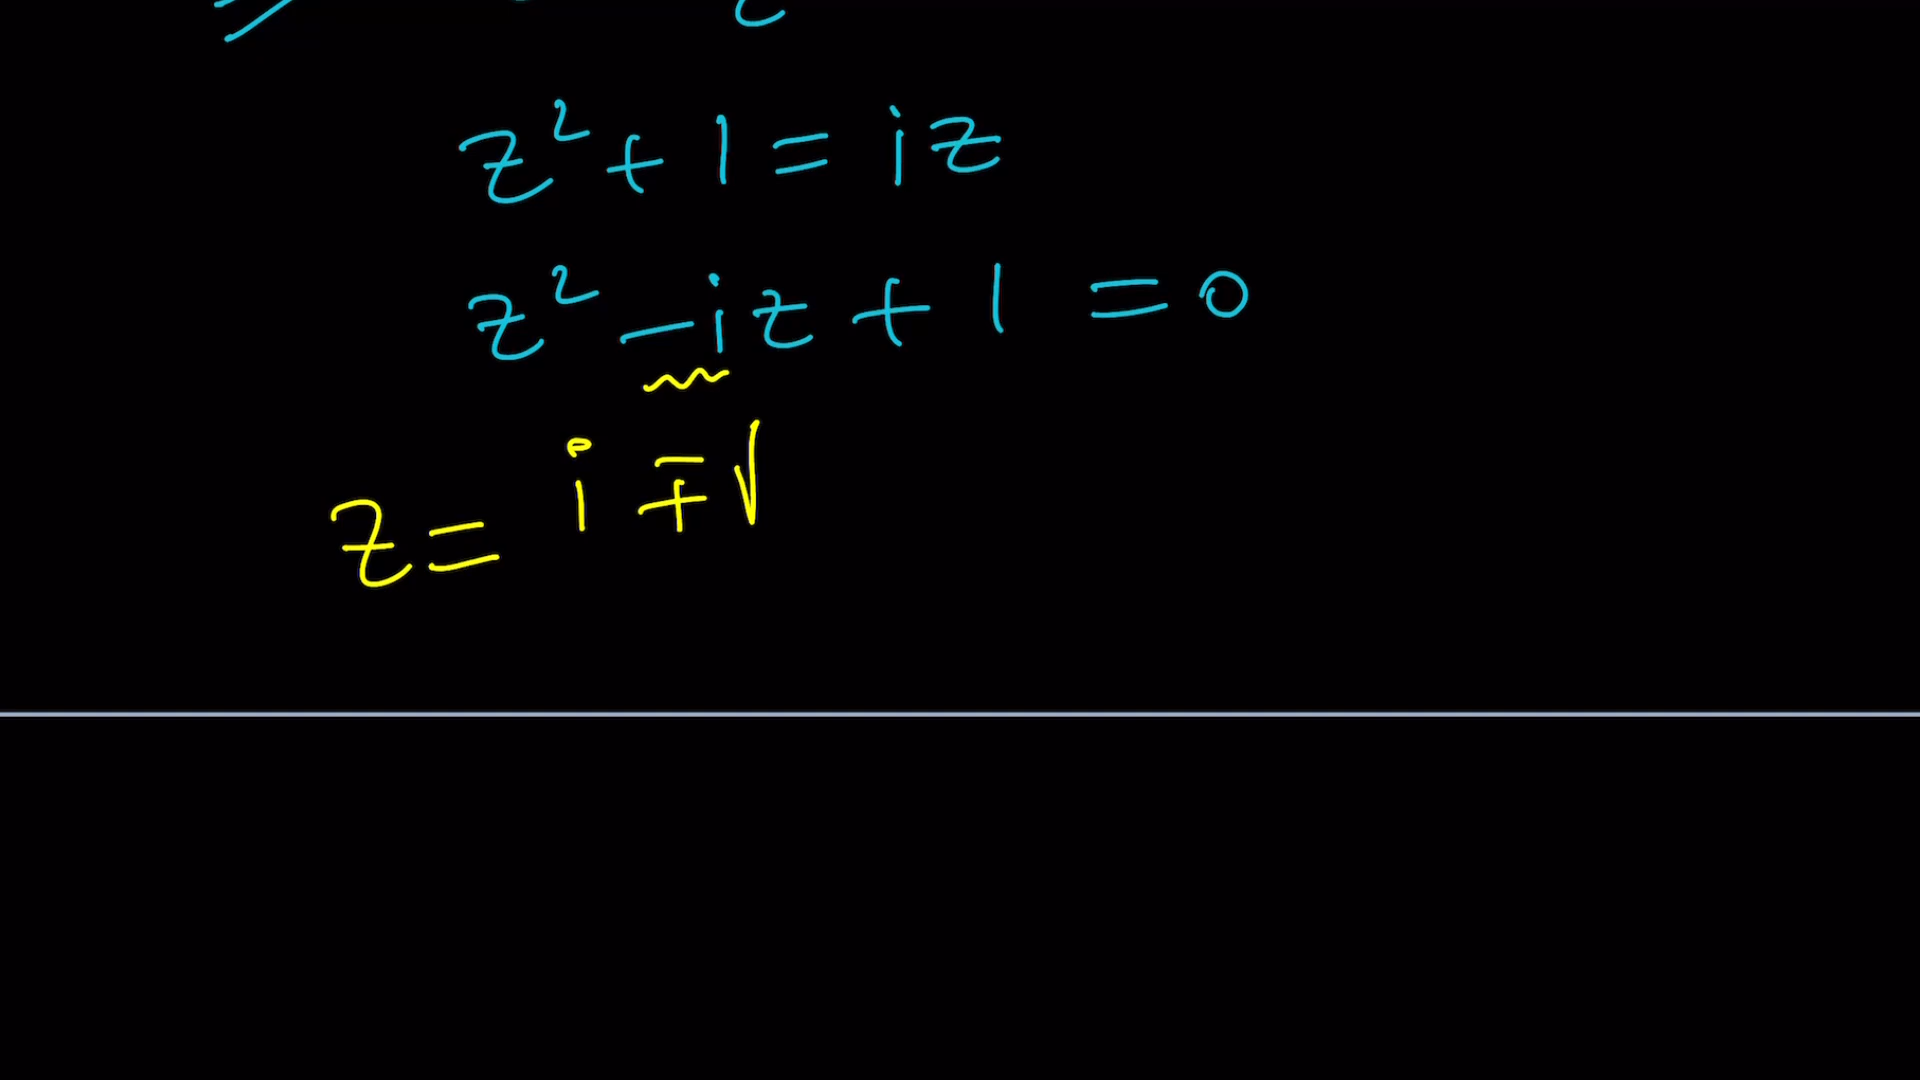 z² + 1 = iz
z² - iz + 1 = 0
z = i ∓ √